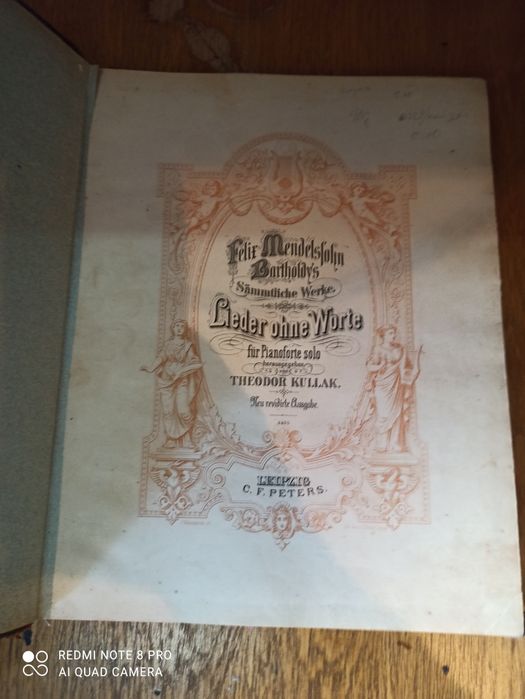 Felix Mendelssohn
Bartholdy's
Sämmtliche Werke.
Lieder ohne Worte
für Pianoforte solo
herausgegeben
von
THEODOR KULLAK.
Neu revidirte Ausgabe.
LEIPZIG
C. F. PETERS.
REDMI NOTE 8 PRO
AI QUAD CAMERA